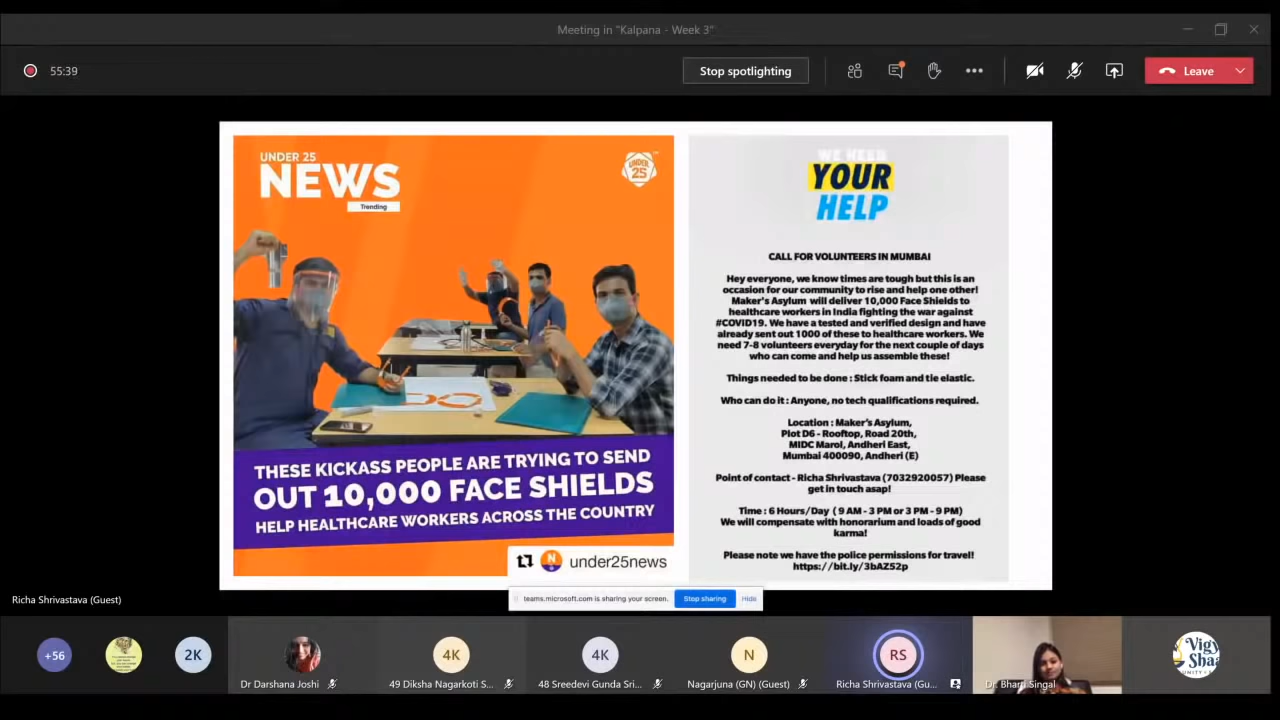 Meeting in "Kalpana - Week 3"
55:39
Stop spotlighting
Leave
UNDER 25
NEWS
Trending
UNDER
25
THESE KICKASS PEOPLE ARE TRYING TO SEND
OUT 10,000 FACE SHIELDS
HELP HEALTHCARE WORKERS ACROSS THE COUNTRY
N
under25news
WE NEED
YOUR
HELP
CALL FOR VOLUNTEERS IN MUMBAI
Hey everyone, we know times are tough but this is an
occasion for our community to rise and help one other!
Maker's Asylum will deliver 10,000 Face Shields to
healthcare workers in India fighting the war against
#COVID19. We have a tested and verified design and have
already sent out 1000 of these to healthcare workers. We
need 7-8 volunteers everyday for the next couple of days
who can come and help us assemble these!
Things needed to be done : Stick foam and tie elastic.
Who can do it : Anyone, no tech qualifications required.
Location : Maker's Asylum,
Plot D6 - Rooftop, Road 20th,
MIDC Marol, Andheri East,
Mumbai 400090, Andheri (E)
Point of contact - Richa Shrivastava (7032920057) Please
get in touch asap!
Time : 6 Hours/Day ( 9 AM - 3 PM or 3 PM - 9 PM)
We will compensate with honorarium and loads of good
karma!
Please note we have the police permissions for travel!
https://bit.ly/3bAZ52p
teams.microsoft.com is sharing your screen.
Stop sharing
Hide
Richa Shrivastava (Guest)
+56
2K
Dr Darshana Joshi
4K
49 Diksha Nagarkoti S...
4K
48 Sreedevi Gunda Sri...
N
Nagarjuna (GN) (Guest)
RS
Richa Shrivastava (Gu...
Dr. Bharti Singal
Vigy
Shaa